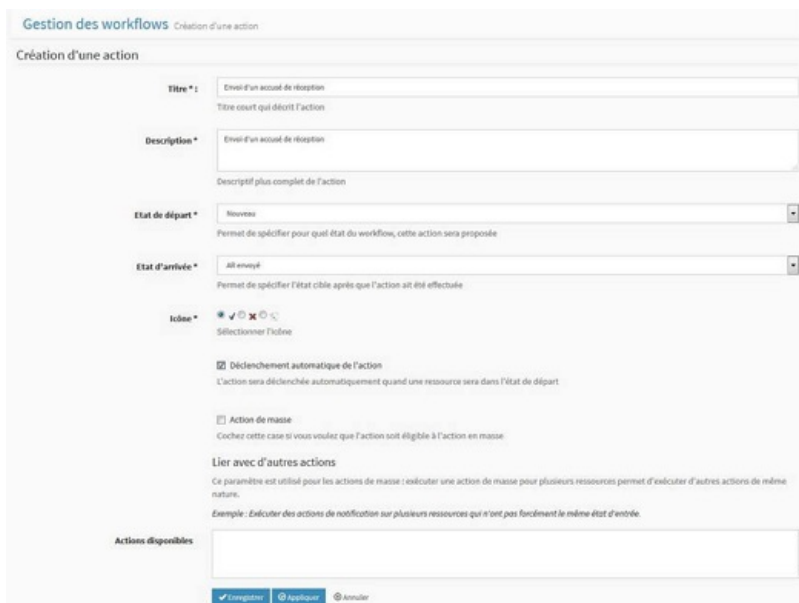 Gestion des workflows Création d'une action
Création d'une action
Titre * :
Envoi d'un accusé de réception
Titre court qui décrit l'action
Description *
Envoi d'un accusé de réception
Descriptif plus complet de l'action
Etat de départ *
Nouveau
Permet de spécifier pour quel état du workflow, cette action sera proposée
Etat d'arrivée *
AR envoyé
Permet de spécifier l'état cible après que l'action ait été effectuée
Icône *
Sélectionner l'icône
Déclenchement automatique de l'action
L'action sera déclenchée automatiquement quand une ressource sera dans l'état de départ
Action de masse
Cochez cette case si vous voulez que l'action soit éligible à l'action en masse
Lier avec d'autres actions
Ce paramètre est utilisé pour les actions de masse : exécuter une action de masse pour plusieurs ressources permet d'exécuter d'autres actions de même
nature.
Exemple : Exécuter des actions de notification sur plusieurs ressources qui n'ont pas forcément le même état d'entrée.
Actions disponibles
Enregistrer Appliquer Annuler